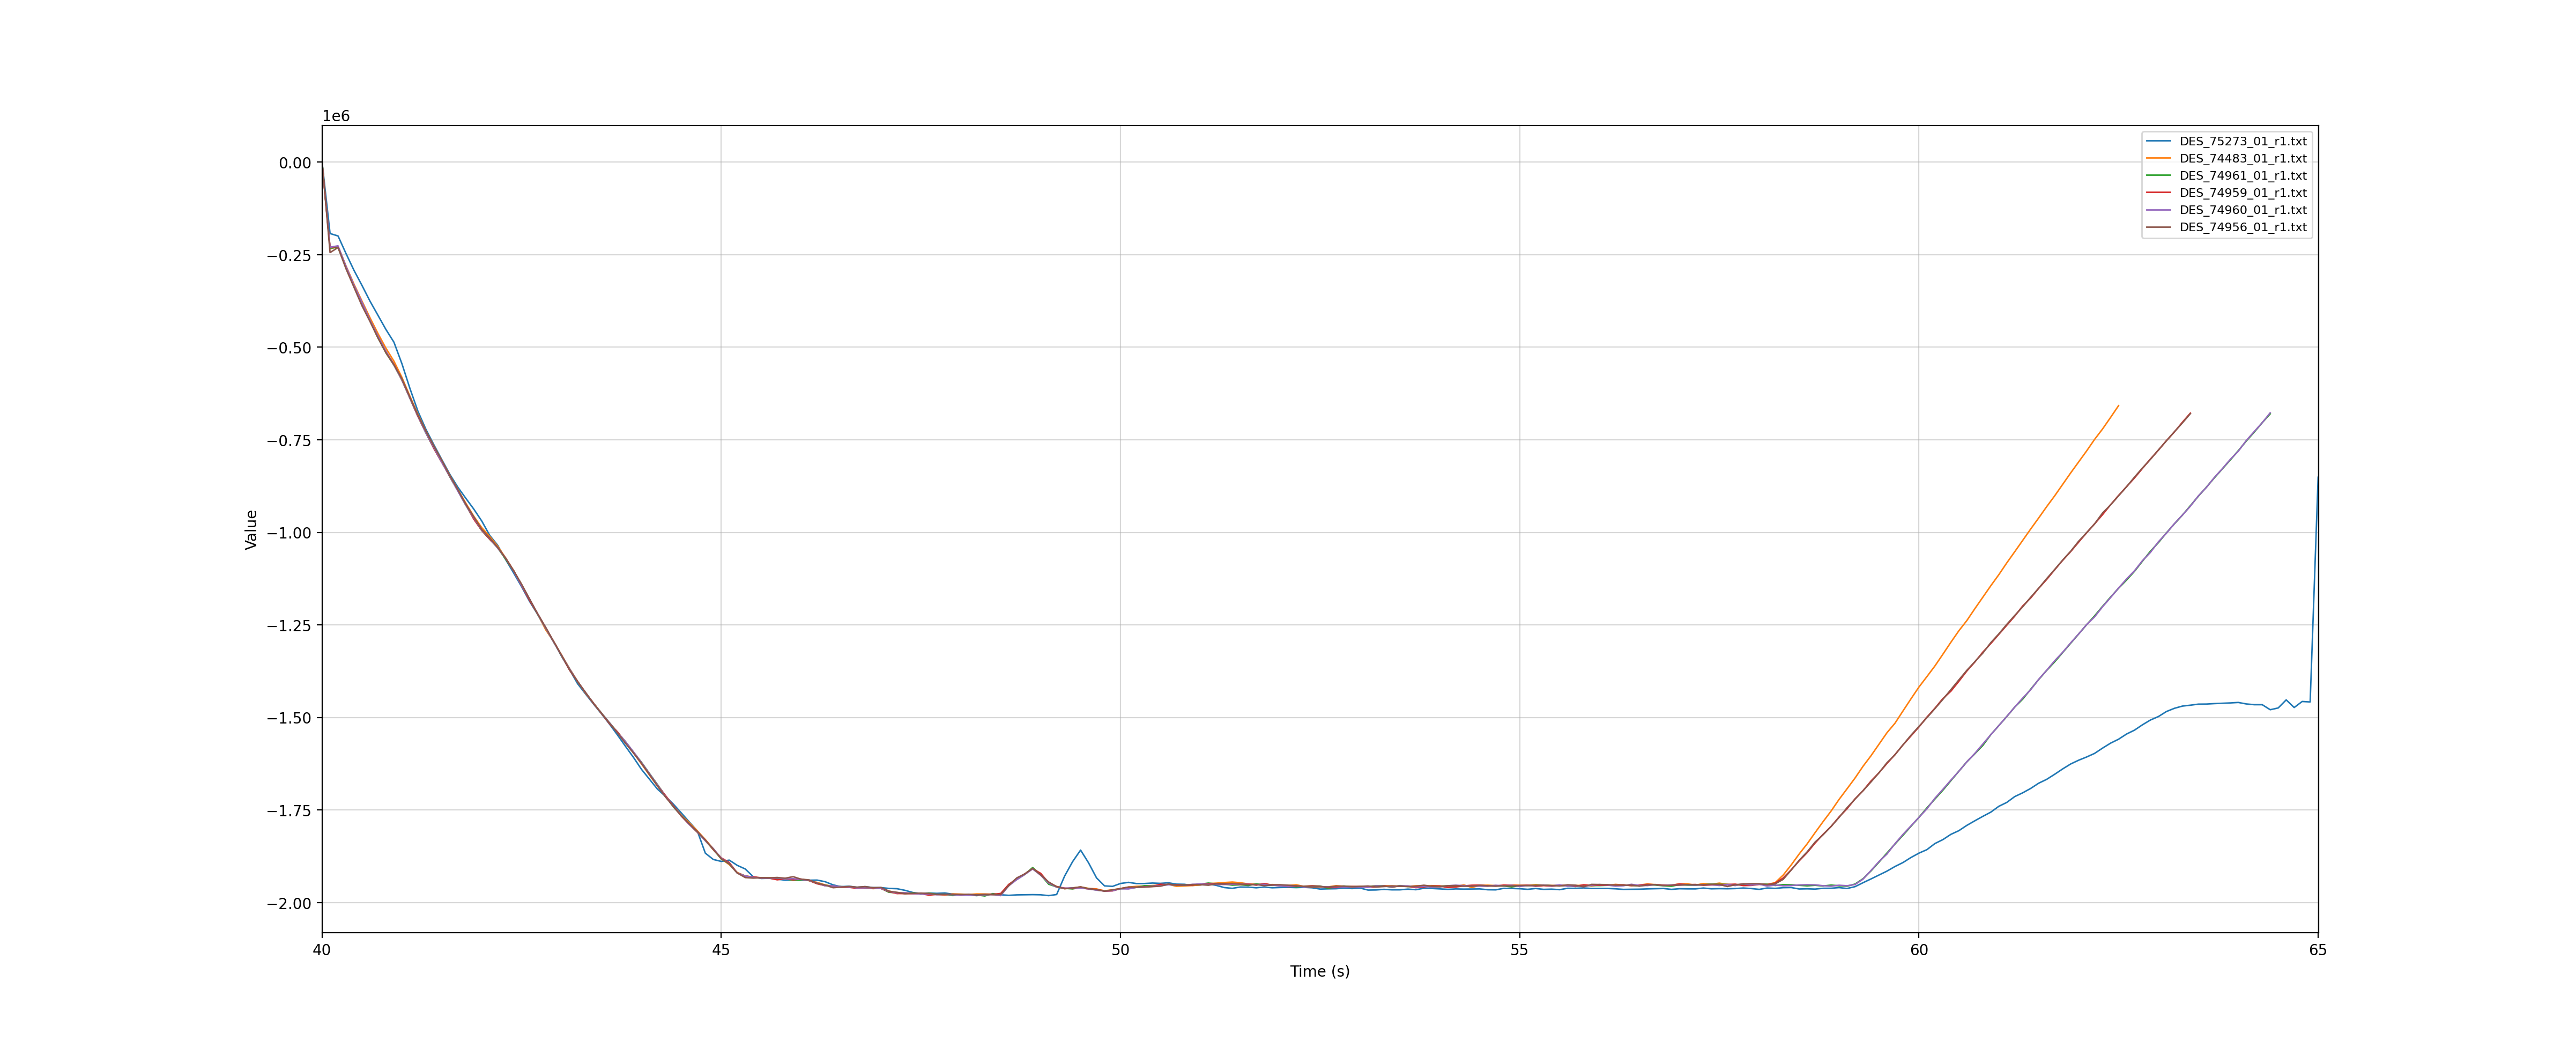 1e6
0.00
−0.25
−0.50
−0.75
−1.00
−1.25
−1.50
−1.75
−2.00
Value
40
45
50
55
60
65
Time (s)
DES_75273_01_r1.txt
DES_74483_01_r1.txt
DES_74961_01_r1.txt
DES_74959_01_r1.txt
DES_74960_01_r1.txt
DES_74956_01_r1.txt